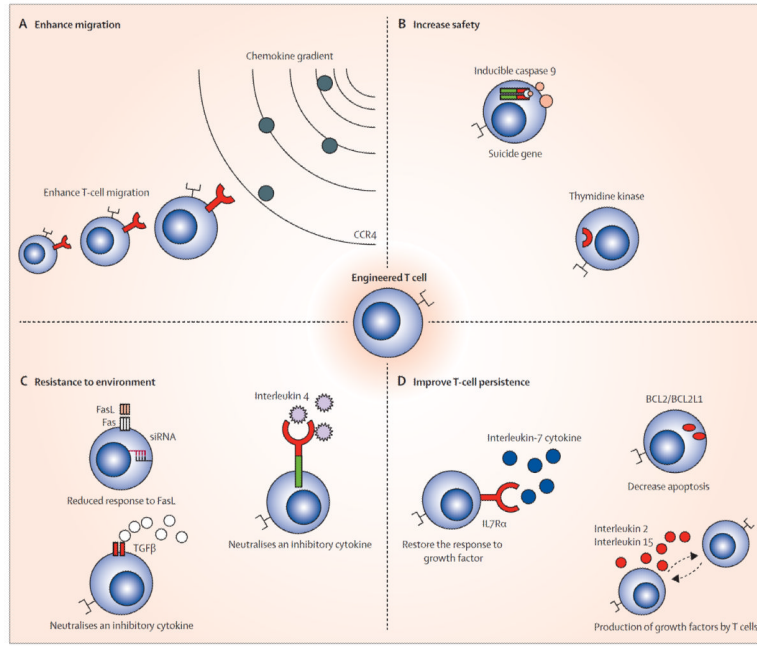 A Enhance migration
Chemokine gradient
Enhance T-cell migration
CCR4
B Increase safety
Inducible caspase 9
Suicide gene
Thymidine kinase
Engineered T cell
C Resistance to environment
FasL
Fas
siRNA
Reduced response to FasL
Interleukin 4
Neutralises an inhibitory cytokine
TGFβ
Neutralises an inhibitory cytokine
D Improve T-cell persistence
Interleukin-7 cytokine
IL7Rα
Restore the response to
growth factor
BCL2/BCL2L1
Decrease apoptosis
Interleukin 2
Interleukin 15
Production of growth factors by T cells